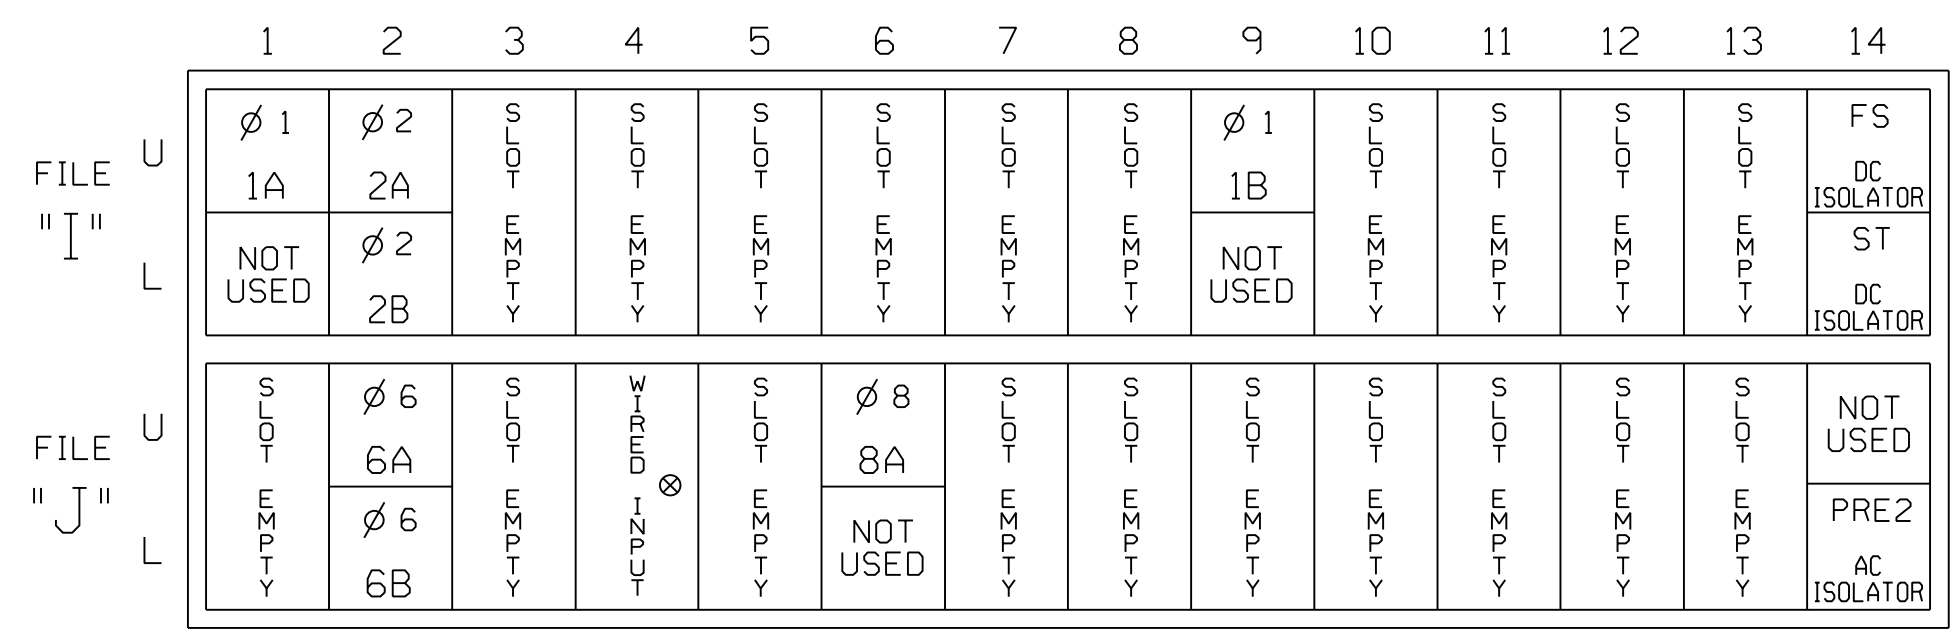 1 2 3 4 5 6 7 8 9 10 11 12 13 14
FILE "I"
U
L
Ø 1
1A
NOT
USED
Ø 2
2A
Ø 2
2B
SLOT EMPTY
SLOT EMPTY
SLOT EMPTY
SLOT EMPTY
SLOT EMPTY
SLOT EMPTY
Ø 1
1B
NOT
USED
SLOT EMPTY
SLOT EMPTY
SLOT EMPTY
SLOT EMPTY
FS
DC
ISOLATOR
ST
DC
ISOLATOR
FILE "J"
U
L
SLOT EMPTY
Ø 6
6A
Ø 6
6B
SLOT EMPTY
WIRED INPUT
SLOT EMPTY
Ø 8
8A
NOT
USED
SLOT EMPTY
SLOT EMPTY
SLOT EMPTY
SLOT EMPTY
SLOT EMPTY
SLOT EMPTY
SLOT EMPTY
NOT
USED
PRE2
AC
ISOLATOR